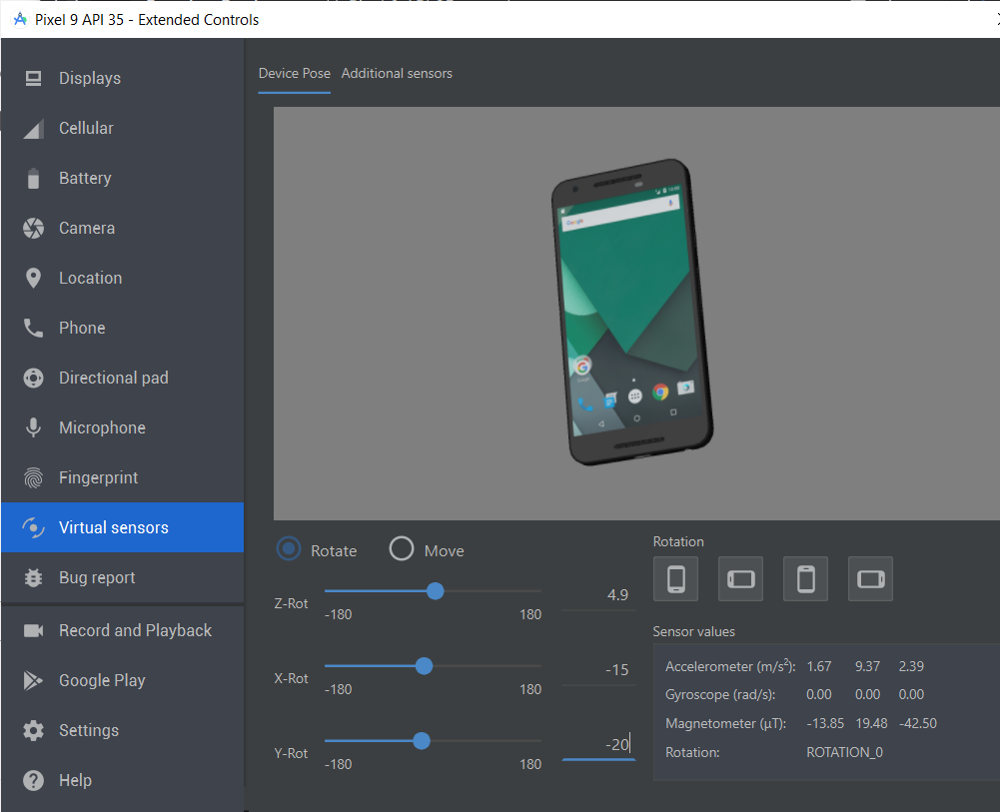 Pixel 9 API 35 - Extended Controls
Displays
Cellular
Battery
Camera
Location
Phone
Directional pad
Microphone
Fingerprint
Virtual sensors
Bug report
Record and Playback
Google Play
Settings
Help
Device Pose Additional sensors
Google
Rotate Move
Z-Rot -180 180 4.9
X-Rot -180 180 -15
Y-Rot -180 180 -20
Rotation
Sensor values
Accelerometer (m/s²): 1.67 9.37 2.39
Gyroscope (rad/s): 0.00 0.00 0.00
Magnetometer (μT): -13.85 19.48 -42.50
Rotation: ROTATION_0